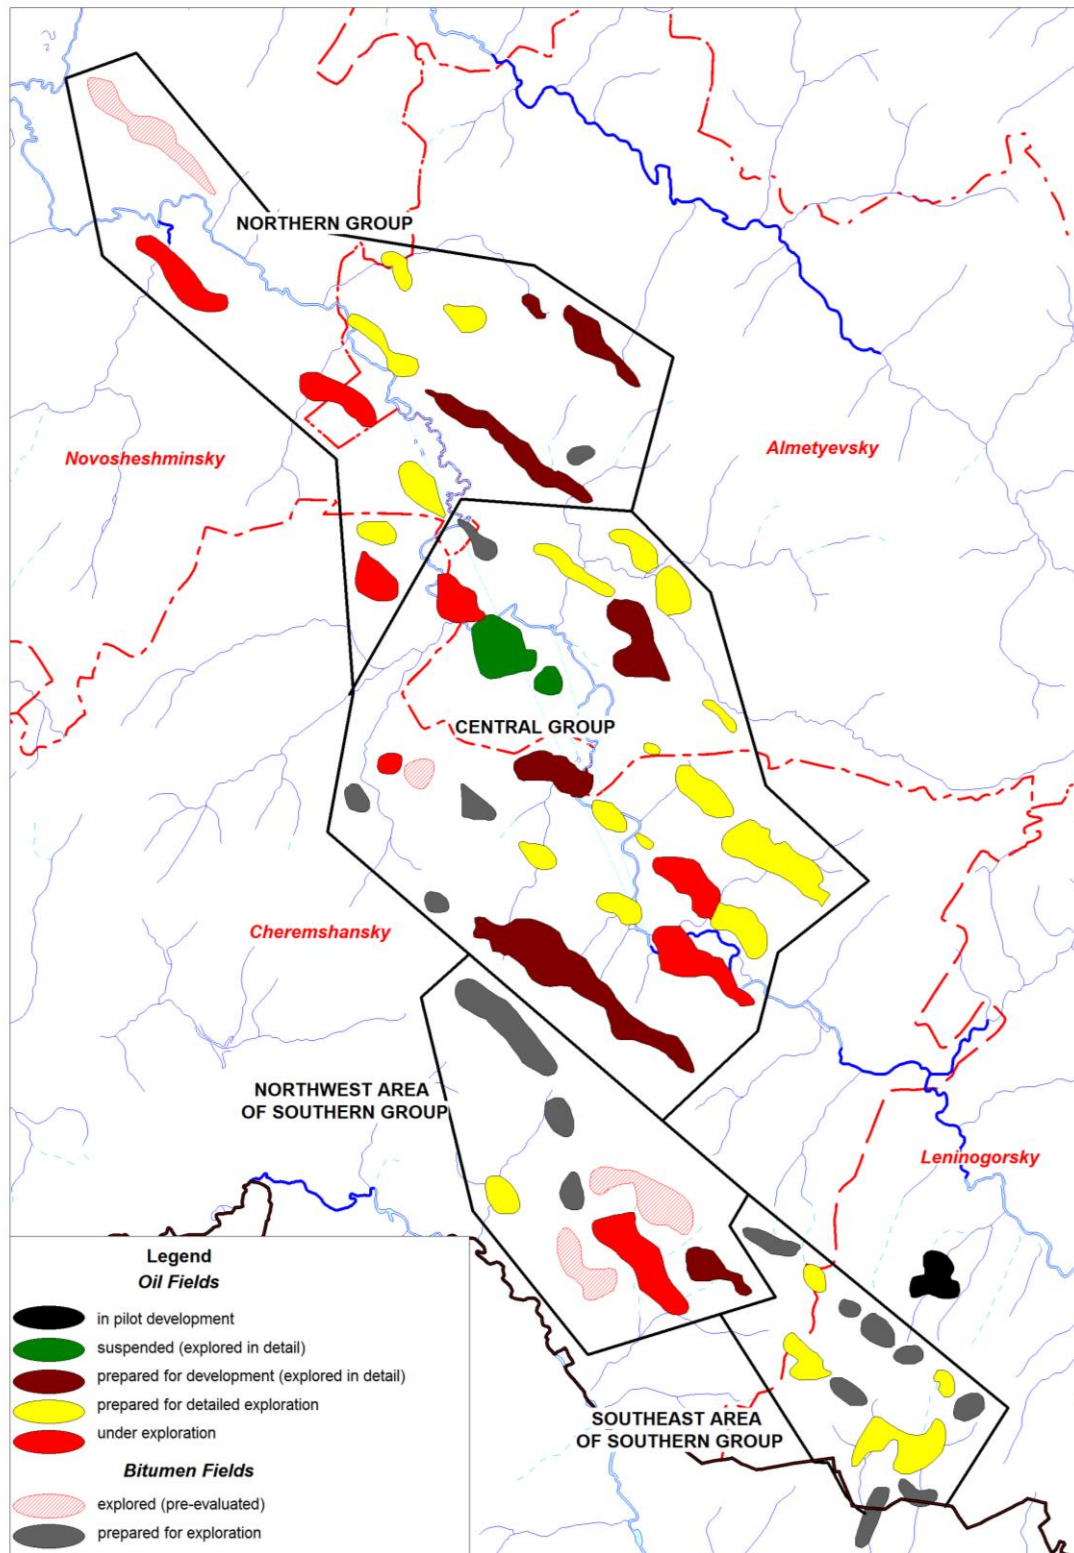 NORTHERN GROUP
Novosheshminsky
Almetyevsky
CENTRAL GROUP
Cheremshansky
NORTHWEST AREA
OF SOUTHERN GROUP
Leninogorsky
SOUTHEAST AREA
OF SOUTHERN GROUP
Legend
Oil Fields
in pilot development
suspended (explored in detail)
prepared for development (explored in detail)
prepared for detailed exploration
under exploration
Bitumen Fields
explored (pre-evaluated)
prepared for exploration